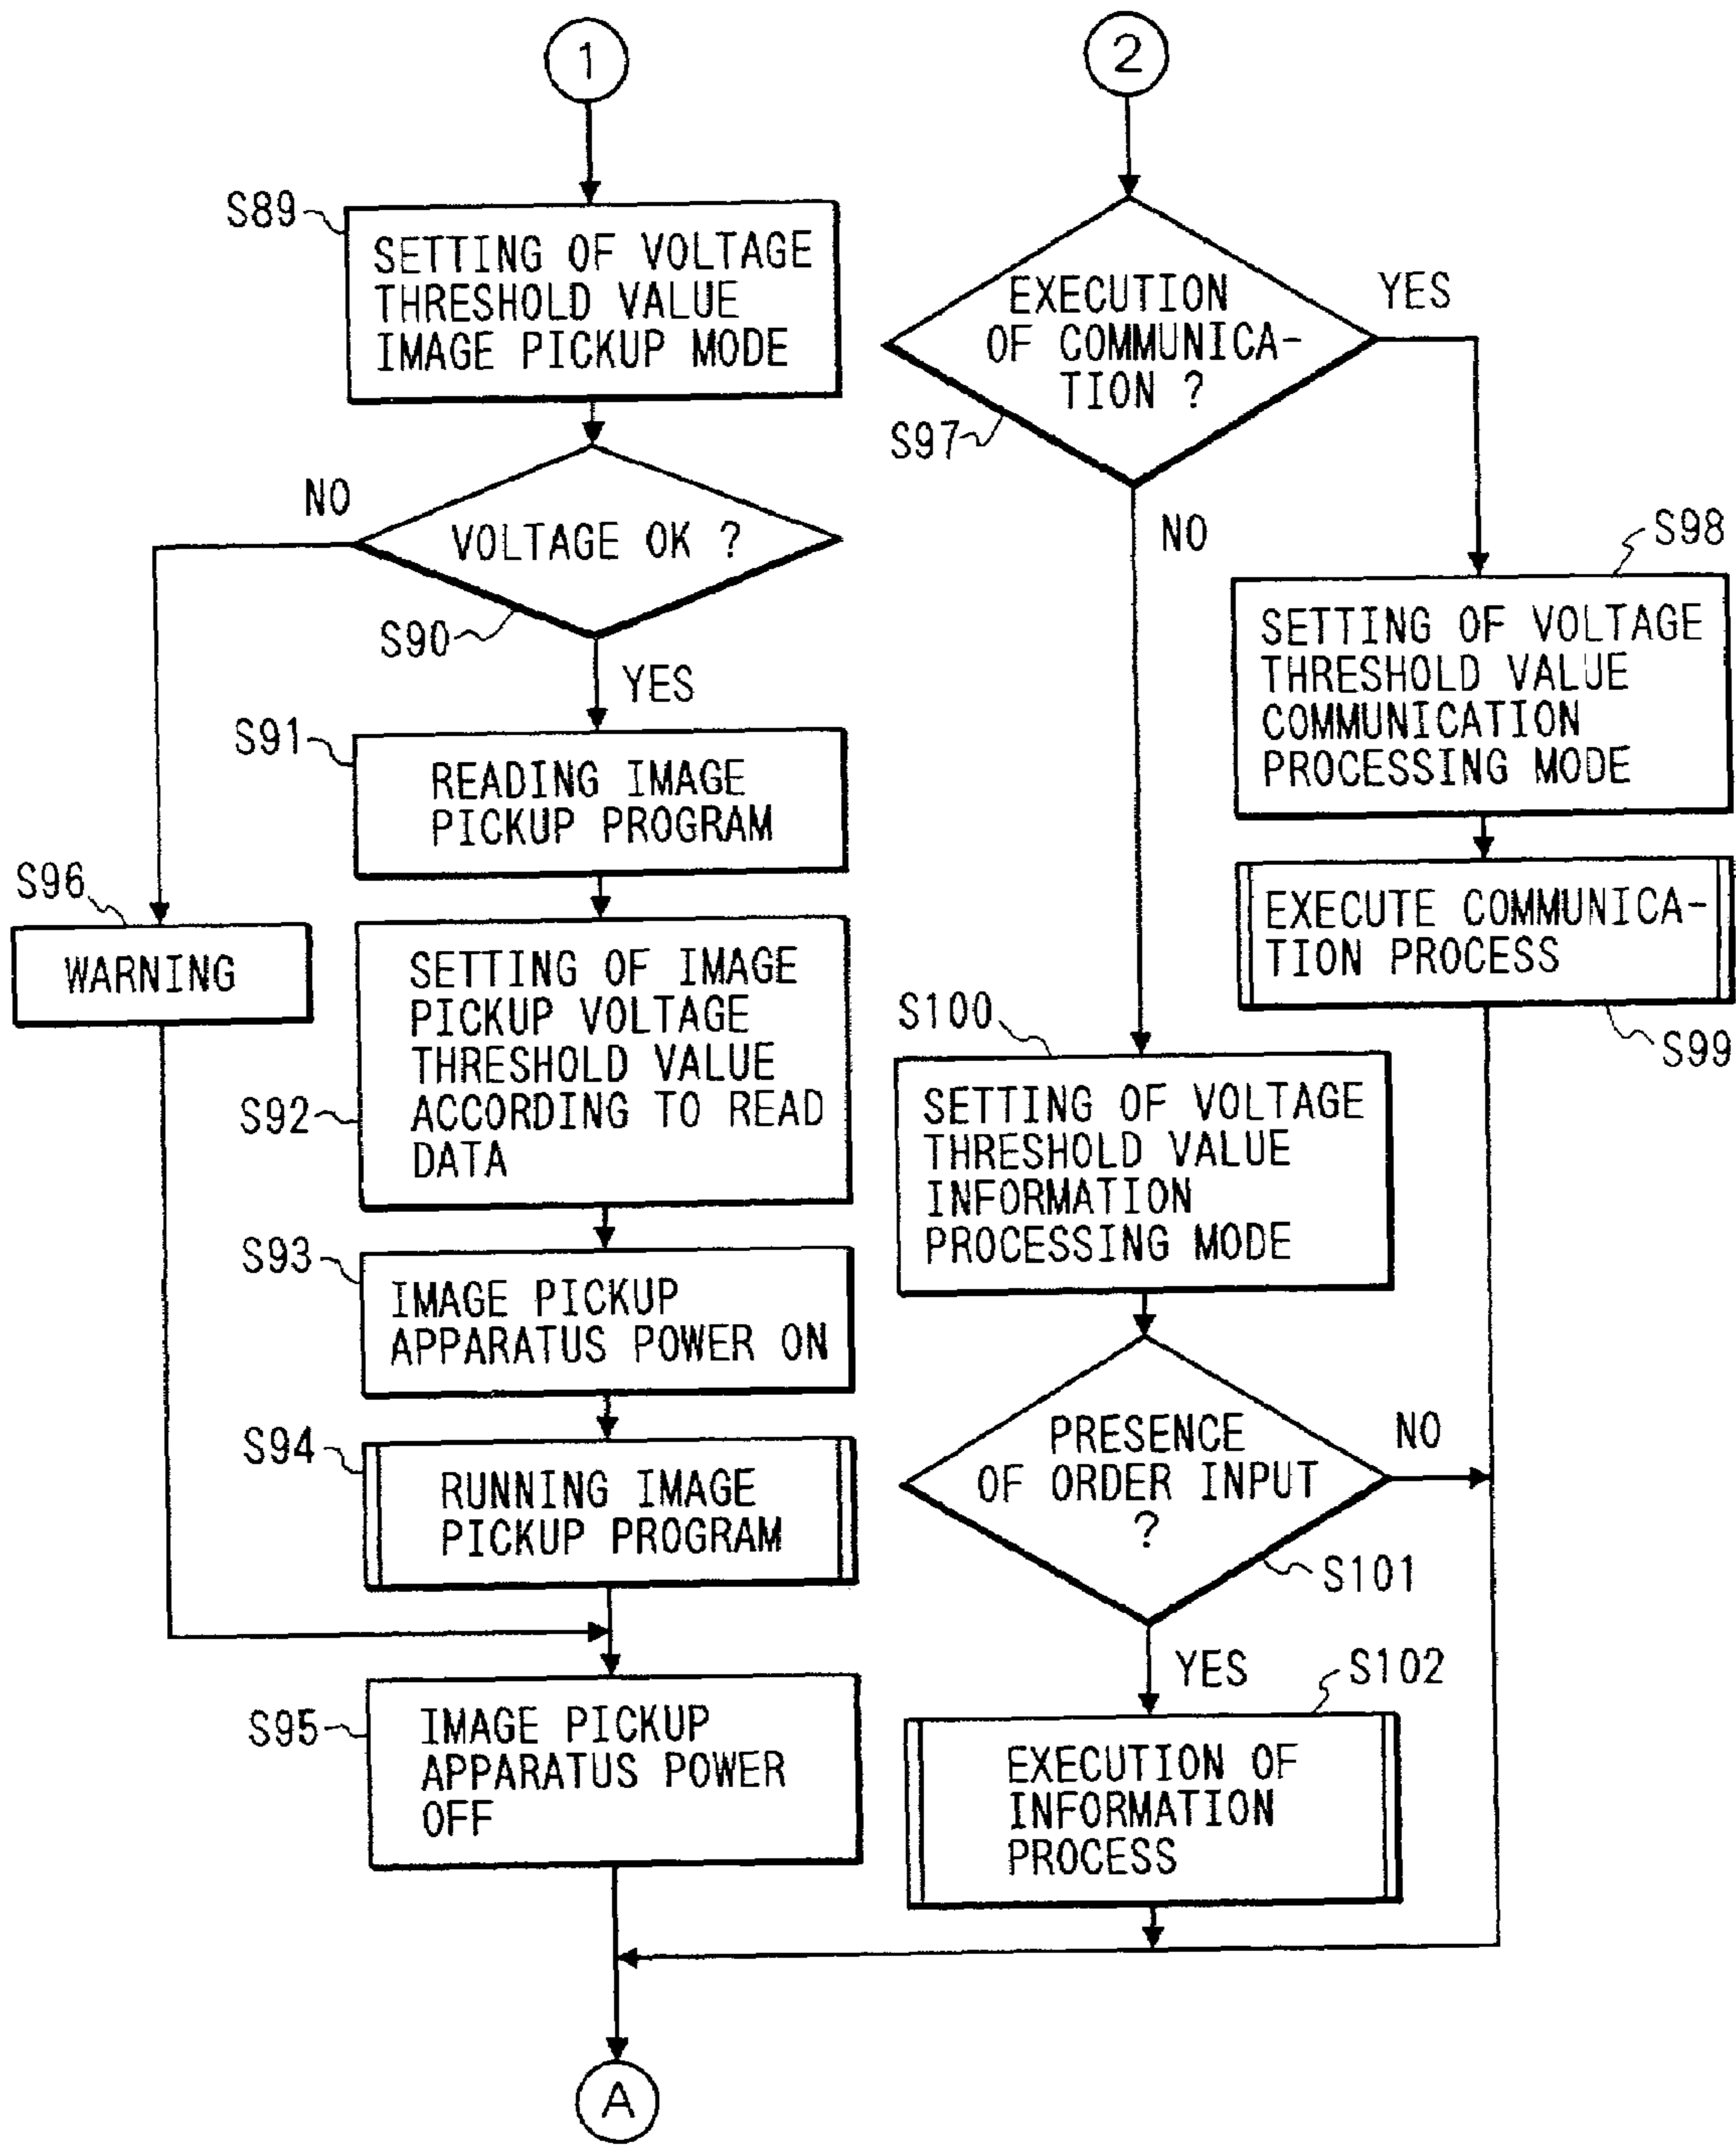 1
S89
SETTING OF VOLTAGE
THRESHOLD VALUE
IMAGE PICKUP MODE
NO
VOLTAGE OK ?
S90
YES
S91
READING IMAGE
PICKUP PROGRAM
S96
WARNING
SETTING OF IMAGE
PICKUP VOLTAGE
THRESHOLD VALUE
ACCORDING TO READ
DATA
S92
S93
IMAGE PICKUP
APPARATUS POWER ON
S94
RUNNING IMAGE
PICKUP PROGRAM
S95
IMAGE PICKUP
APPARATUS POWER
OFF
A
2
EXECUTION
OF COMMUNICA-
TION ?
YES
S97
NO
S98
SETTING OF VOLTAGE
THRESHOLD VALUE
COMMUNICATION
PROCESSING MODE
EXECUTE COMMUNICA-
TION PROCESS
S99
S100
SETTING OF VOLTAGE
THRESHOLD VALUE
INFORMATION
PROCESSING MODE
PRESENCE
OF ORDER INPUT
?
NO
S101
YES
S102
EXECUTION OF
INFORMATION
PROCESS